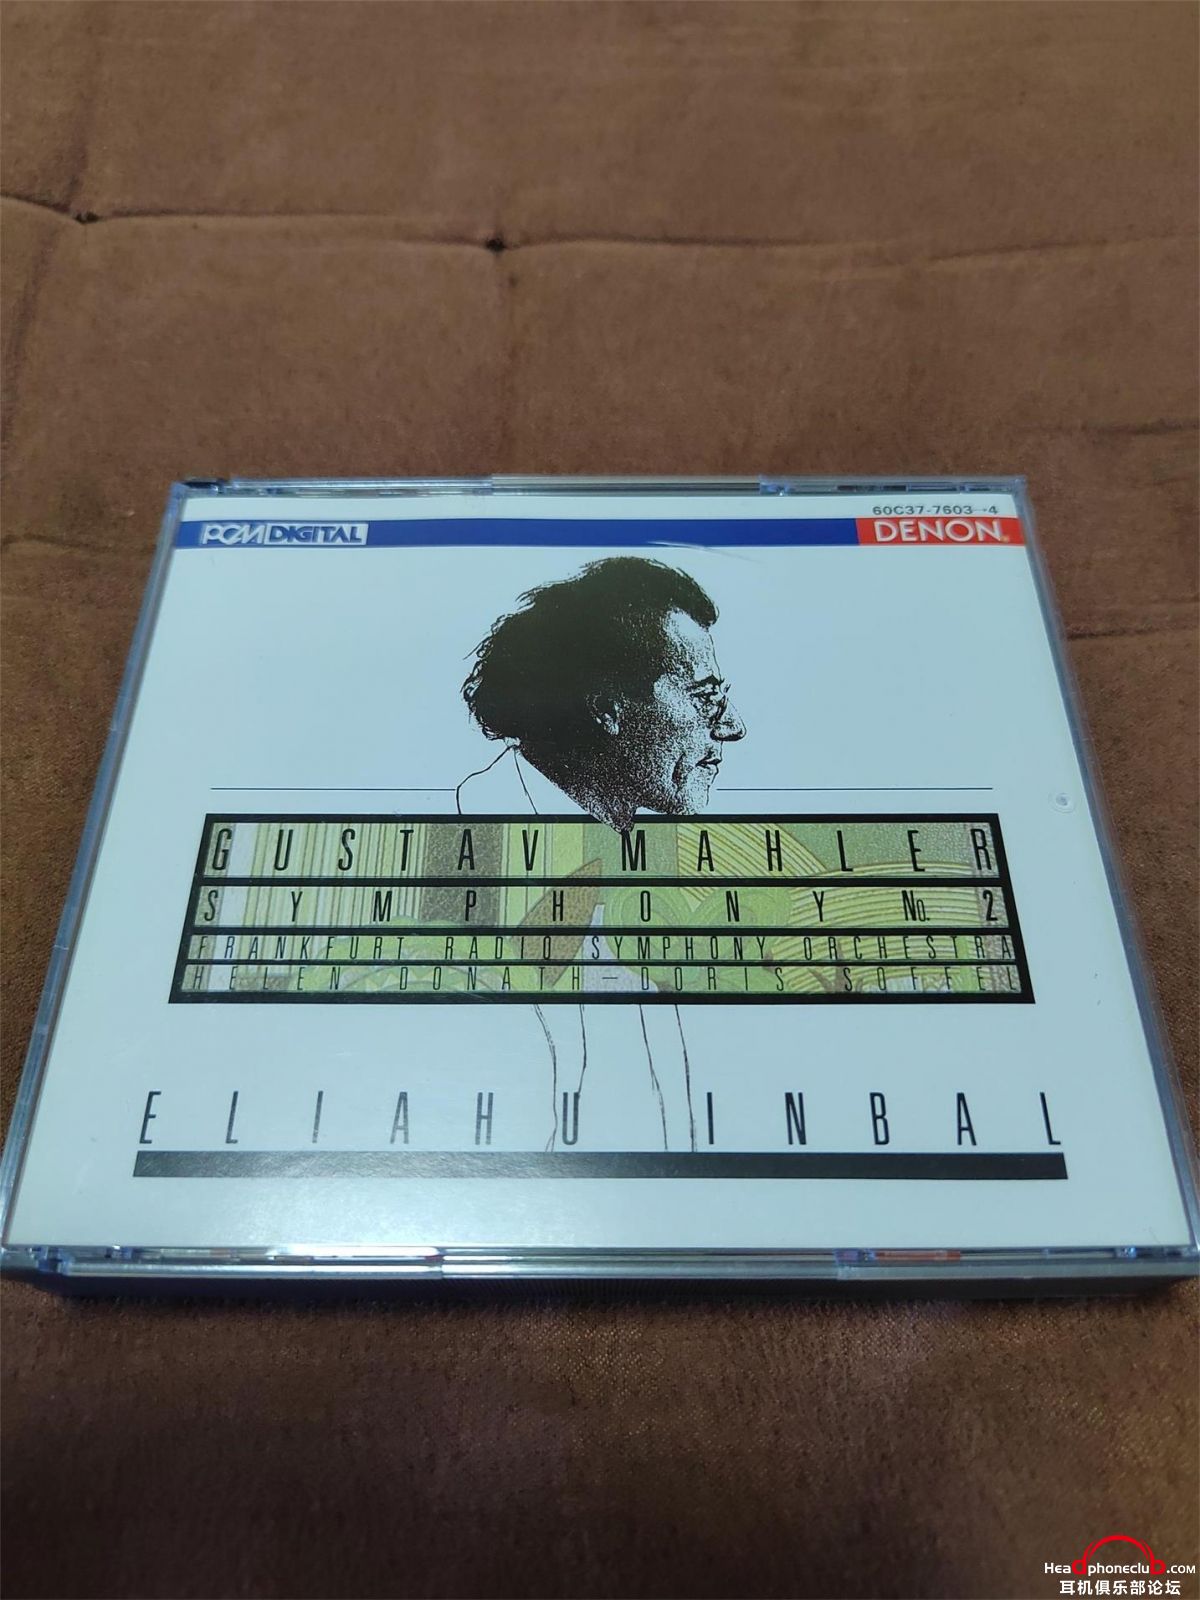 60C37-7603→4
PCM DIGITAL
DENON
GUSTAV MAHLER
SYMPHONY No. 2
FRANKFURT RADIO SYMPHONY ORCHESTRA
HELEN DONATH—DORIS SOFFEL
ELIAHU INBAL
Headphoneclub.com
耳机俱乐部论坛